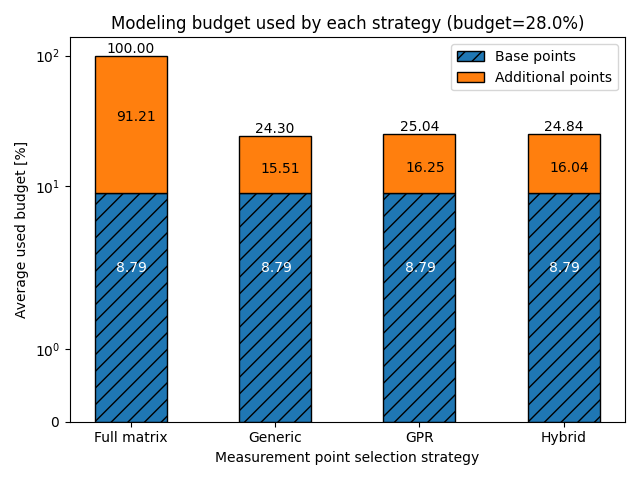 Modeling budget used by each strategy (budget=28.0%)
Base points
Additional points
100.00
24.30
25.04
24.84
91.21
15.51
16.25
16.04
8.79
8.79
8.79
8.79
10²
10¹
10⁰
0
Average used budget [%]
Full matrix
Generic
GPR
Hybrid
Measurement point selection strategy